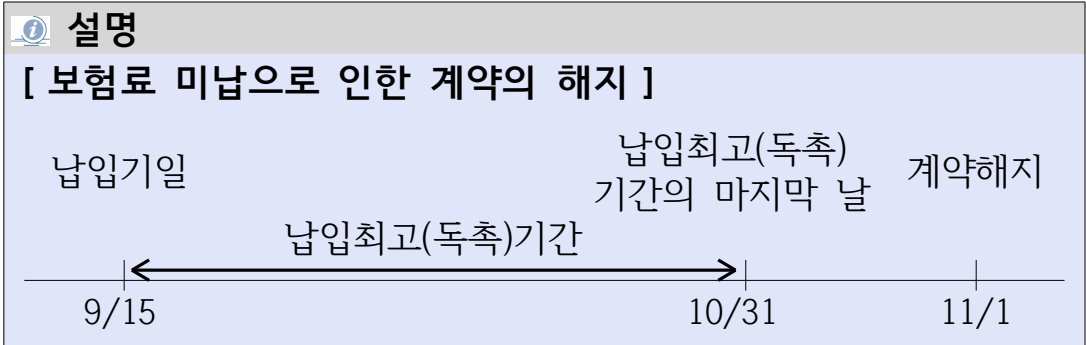 설명
[ 보험료 미납으로 인한 계약의 해지 ]
납입기일
납입최고(독촉)
기간의 마지막 날
계약해지
납입최고(독촉)기간
9/15
10/31
11/1